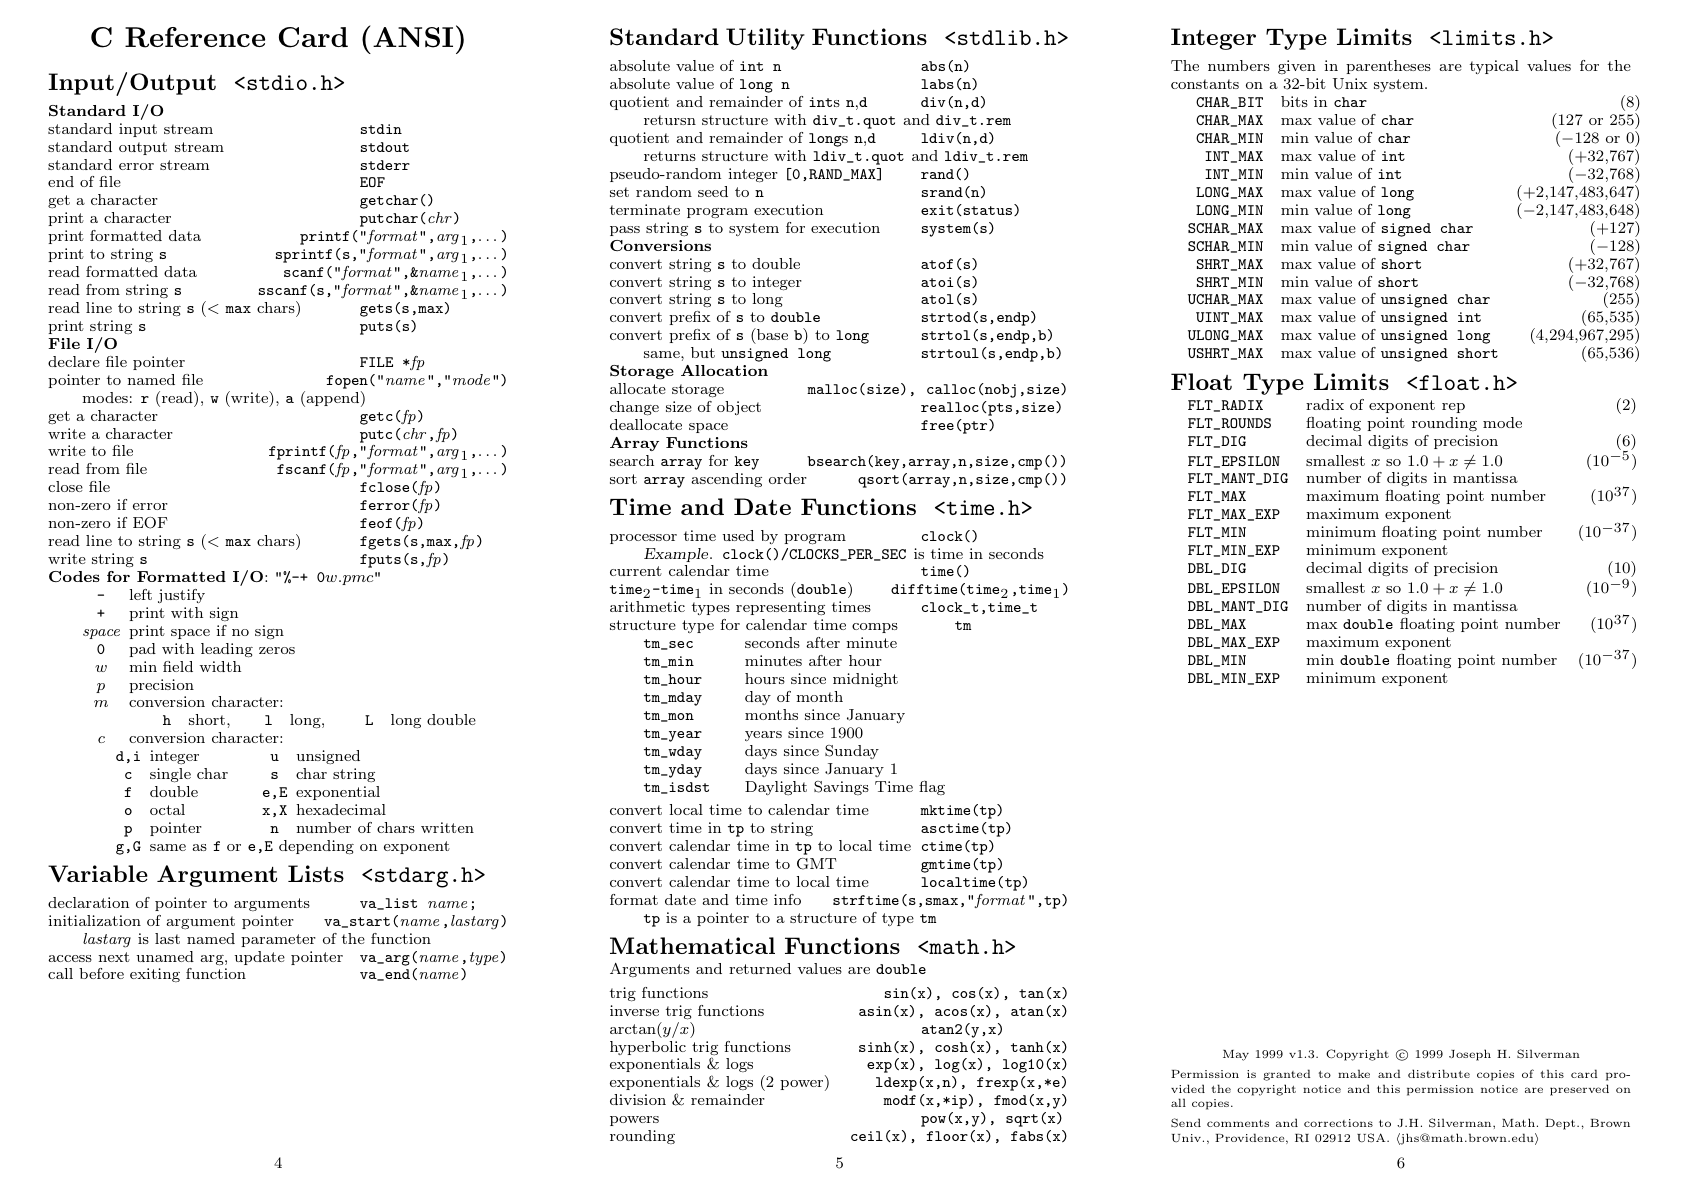 C Reference Card (ANSI)
Input/Output <stdio.h>
Standard I/O
standard input stream stdin
standard output stream stdout
standard error stream stderr
end of file EOF
get a character getchar()
print a character putchar(chr)
print formatted data printf("format",arg1,...)
print to string s sprintf(s,"format",arg1,...)
read formatted data scanf("format",&name1,...)
read from string s sscanf(s,"format",&name1,...)
read line to string s (< max chars) gets(s,max)
print string s puts(s)
File I/O
declare file pointer FILE *fp
pointer to named file fopen("name","mode")
modes: r (read), w (write), a (append)
get a character getc(fp)
write a character putc(chr,fp)
write to file fprintf(fp,"format",arg1,...)
read from file fscanf(fp,"format",arg1,...)
close file fclose(fp)
non-zero if error ferror(fp)
non-zero if EOF feof(fp)
read line to string s (< max chars) fgets(s,max,fp)
write string s fputs(s,fp)
Codes for Formatted I/O: "%-+ 0w.pmc"
- left justify
+ print with sign
space print space if no sign
0 pad with leading zeros
w min field width
p precision
m conversion character:
h short, l long, L long double
c conversion character:
d,i integer u unsigned
c single char s char string
f double e,E exponential
o octal x,X hexadecimal
p pointer n number of chars written
g,G same as f or e,E depending on exponent
Variable Argument Lists <stdarg.h>
declaration of pointer to arguments va_list name;
initialization of argument pointer va_start(name,lastarg)
lastarg is last named parameter of the function
access next unamed arg, update pointer va_arg(name,type)
call before exiting function va_end(name)
4
Standard Utility Functions <stdlib.h>
absolute value of int n abs(n)
absolute value of long n labs(n)
quotient and remainder of ints n,d div(n,d)
retursn structure with div_t.quot and div_t.rem
quotient and remainder of longs n,d ldiv(n,d)
returns structure with ldiv_t.quot and ldiv_t.rem
pseudo-random integer [0,RAND_MAX] rand()
set random seed to n srand(n)
terminate program execution exit(status)
pass string s to system for execution system(s)
Conversions
convert string s to double atof(s)
convert string s to integer atoi(s)
convert string s to long atol(s)
convert prefix of s to double strtod(s,endp)
convert prefix of s (base b) to long strtol(s,endp,b)
same, but unsigned long strtoul(s,endp,b)
Storage Allocation
allocate storage malloc(size), calloc(nobj,size)
change size of object realloc(pts,size)
deallocate space free(ptr)
Array Functions
search array for key bsearch(key,array,n,size,cmp())
sort array ascending order qsort(array,n,size,cmp())
Time and Date Functions <time.h>
processor time used by program clock()
Example. clock()/CLOCKS_PER_SEC is time in seconds
current calendar time time()
time2-time1 in seconds (double) difftime(time2,time1)
arithmetic types representing times clock_t,time_t
structure type for calendar time comps tm
tm_sec seconds after minute
tm_min minutes after hour
tm_hour hours since midnight
tm_mday day of month
tm_mon months since January
tm_year years since 1900
tm_wday days since Sunday
tm_yday days since January 1
tm_isdst Daylight Savings Time flag
convert local time to calendar time mktime(tp)
convert time in tp to string asctime(tp)
convert calendar time in tp to local time ctime(tp)
convert calendar time to GMT gmtime(tp)
convert calendar time to local time localtime(tp)
format date and time info strftime(s,smax,"format",tp)
tp is a pointer to a structure of type tm
Mathematical Functions <math.h>
Arguments and returned values are double
trig functions sin(x), cos(x), tan(x)
inverse trig functions asin(x), acos(x), atan(x)
arctan(y/x) atan2(y,x)
hyperbolic trig functions sinh(x), cosh(x), tanh(x)
exponentials & logs exp(x), log(x), log10(x)
exponentials & logs (2 power) ldexp(x,n), frexp(x,*e)
division & remainder modf(x,*ip), fmod(x,y)
powers pow(x,y), sqrt(x)
rounding ceil(x), floor(x), fabs(x)
5
Integer Type Limits <limits.h>
The numbers given in parentheses are typical values for the
constants on a 32-bit Unix system.
CHAR_BIT bits in char (8)
CHAR_MAX max value of char (127 or 255)
CHAR_MIN min value of char (−128 or 0)
INT_MAX max value of int (+32,767)
INT_MIN min value of int (−32,768)
LONG_MAX max value of long (+2,147,483,647)
LONG_MIN min value of long (−2,147,483,648)
SCHAR_MAX max value of signed char (+127)
SCHAR_MIN min value of signed char (−128)
SHRT_MAX max value of short (+32,767)
SHRT_MIN min value of short (−32,768)
UCHAR_MAX max value of unsigned char (255)
UINT_MAX max value of unsigned int (65,535)
ULONG_MAX max value of unsigned long (4,294,967,295)
USHRT_MAX max value of unsigned short (65,536)
Float Type Limits <float.h>
FLT_RADIX radix of exponent rep (2)
FLT_ROUNDS floating point rounding mode
FLT_DIG decimal digits of precision (6)
FLT_EPSILON smallest x so 1.0 + x ≠ 1.0 (10^−5)
FLT_MANT_DIG number of digits in mantissa
FLT_MAX maximum floating point number (10^37)
FLT_MAX_EXP maximum exponent
FLT_MIN minimum floating point number (10^−37)
FLT_MIN_EXP minimum exponent
DBL_DIG decimal digits of precision (10)
DBL_EPSILON smallest x so 1.0 + x ≠ 1.0 (10^−9)
DBL_MANT_DIG number of digits in mantissa
DBL_MAX max double floating point number (10^37)
DBL_MAX_EXP maximum exponent
DBL_MIN min double floating point number (10^−37)
DBL_MIN_EXP minimum exponent
May 1999 v1.3. Copyright © 1999 Joseph H. Silverman
Permission is granted to make and distribute copies of this card pro-
vided the copyright notice and this permission notice are preserved on
all copies.
Send comments and corrections to J.H. Silverman, Math. Dept., Brown
Univ., Providence, RI 02912 USA. ⟨jhs@math.brown.edu⟩
6